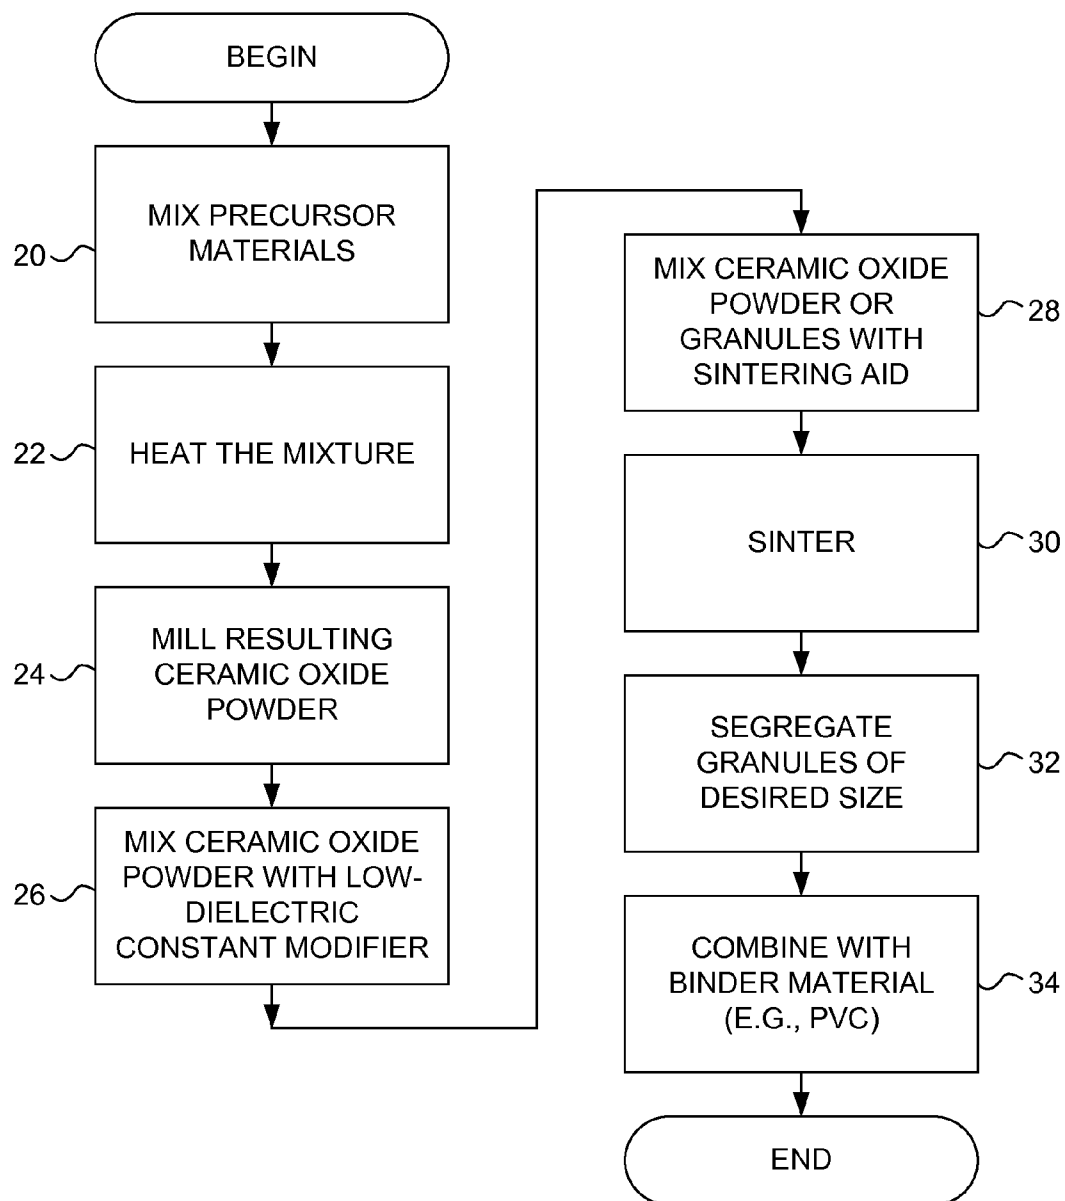 BEGIN
20
MIX PRECURSOR
MATERIALS
22
HEAT THE MIXTURE
24
MILL RESULTING
CERAMIC OXIDE
POWDER
26
MIX CERAMIC OXIDE
POWDER WITH LOW-
DIELECTRIC
CONSTANT MODIFIER
MIX CERAMIC OXIDE
POWDER OR
GRANULES WITH
SINTERING AID
28
SINTER
30
SEGREGATE
GRANULES OF
DESIRED SIZE
32
COMBINE WITH
BINDER MATERIAL
(E.G., PVC)
34
END